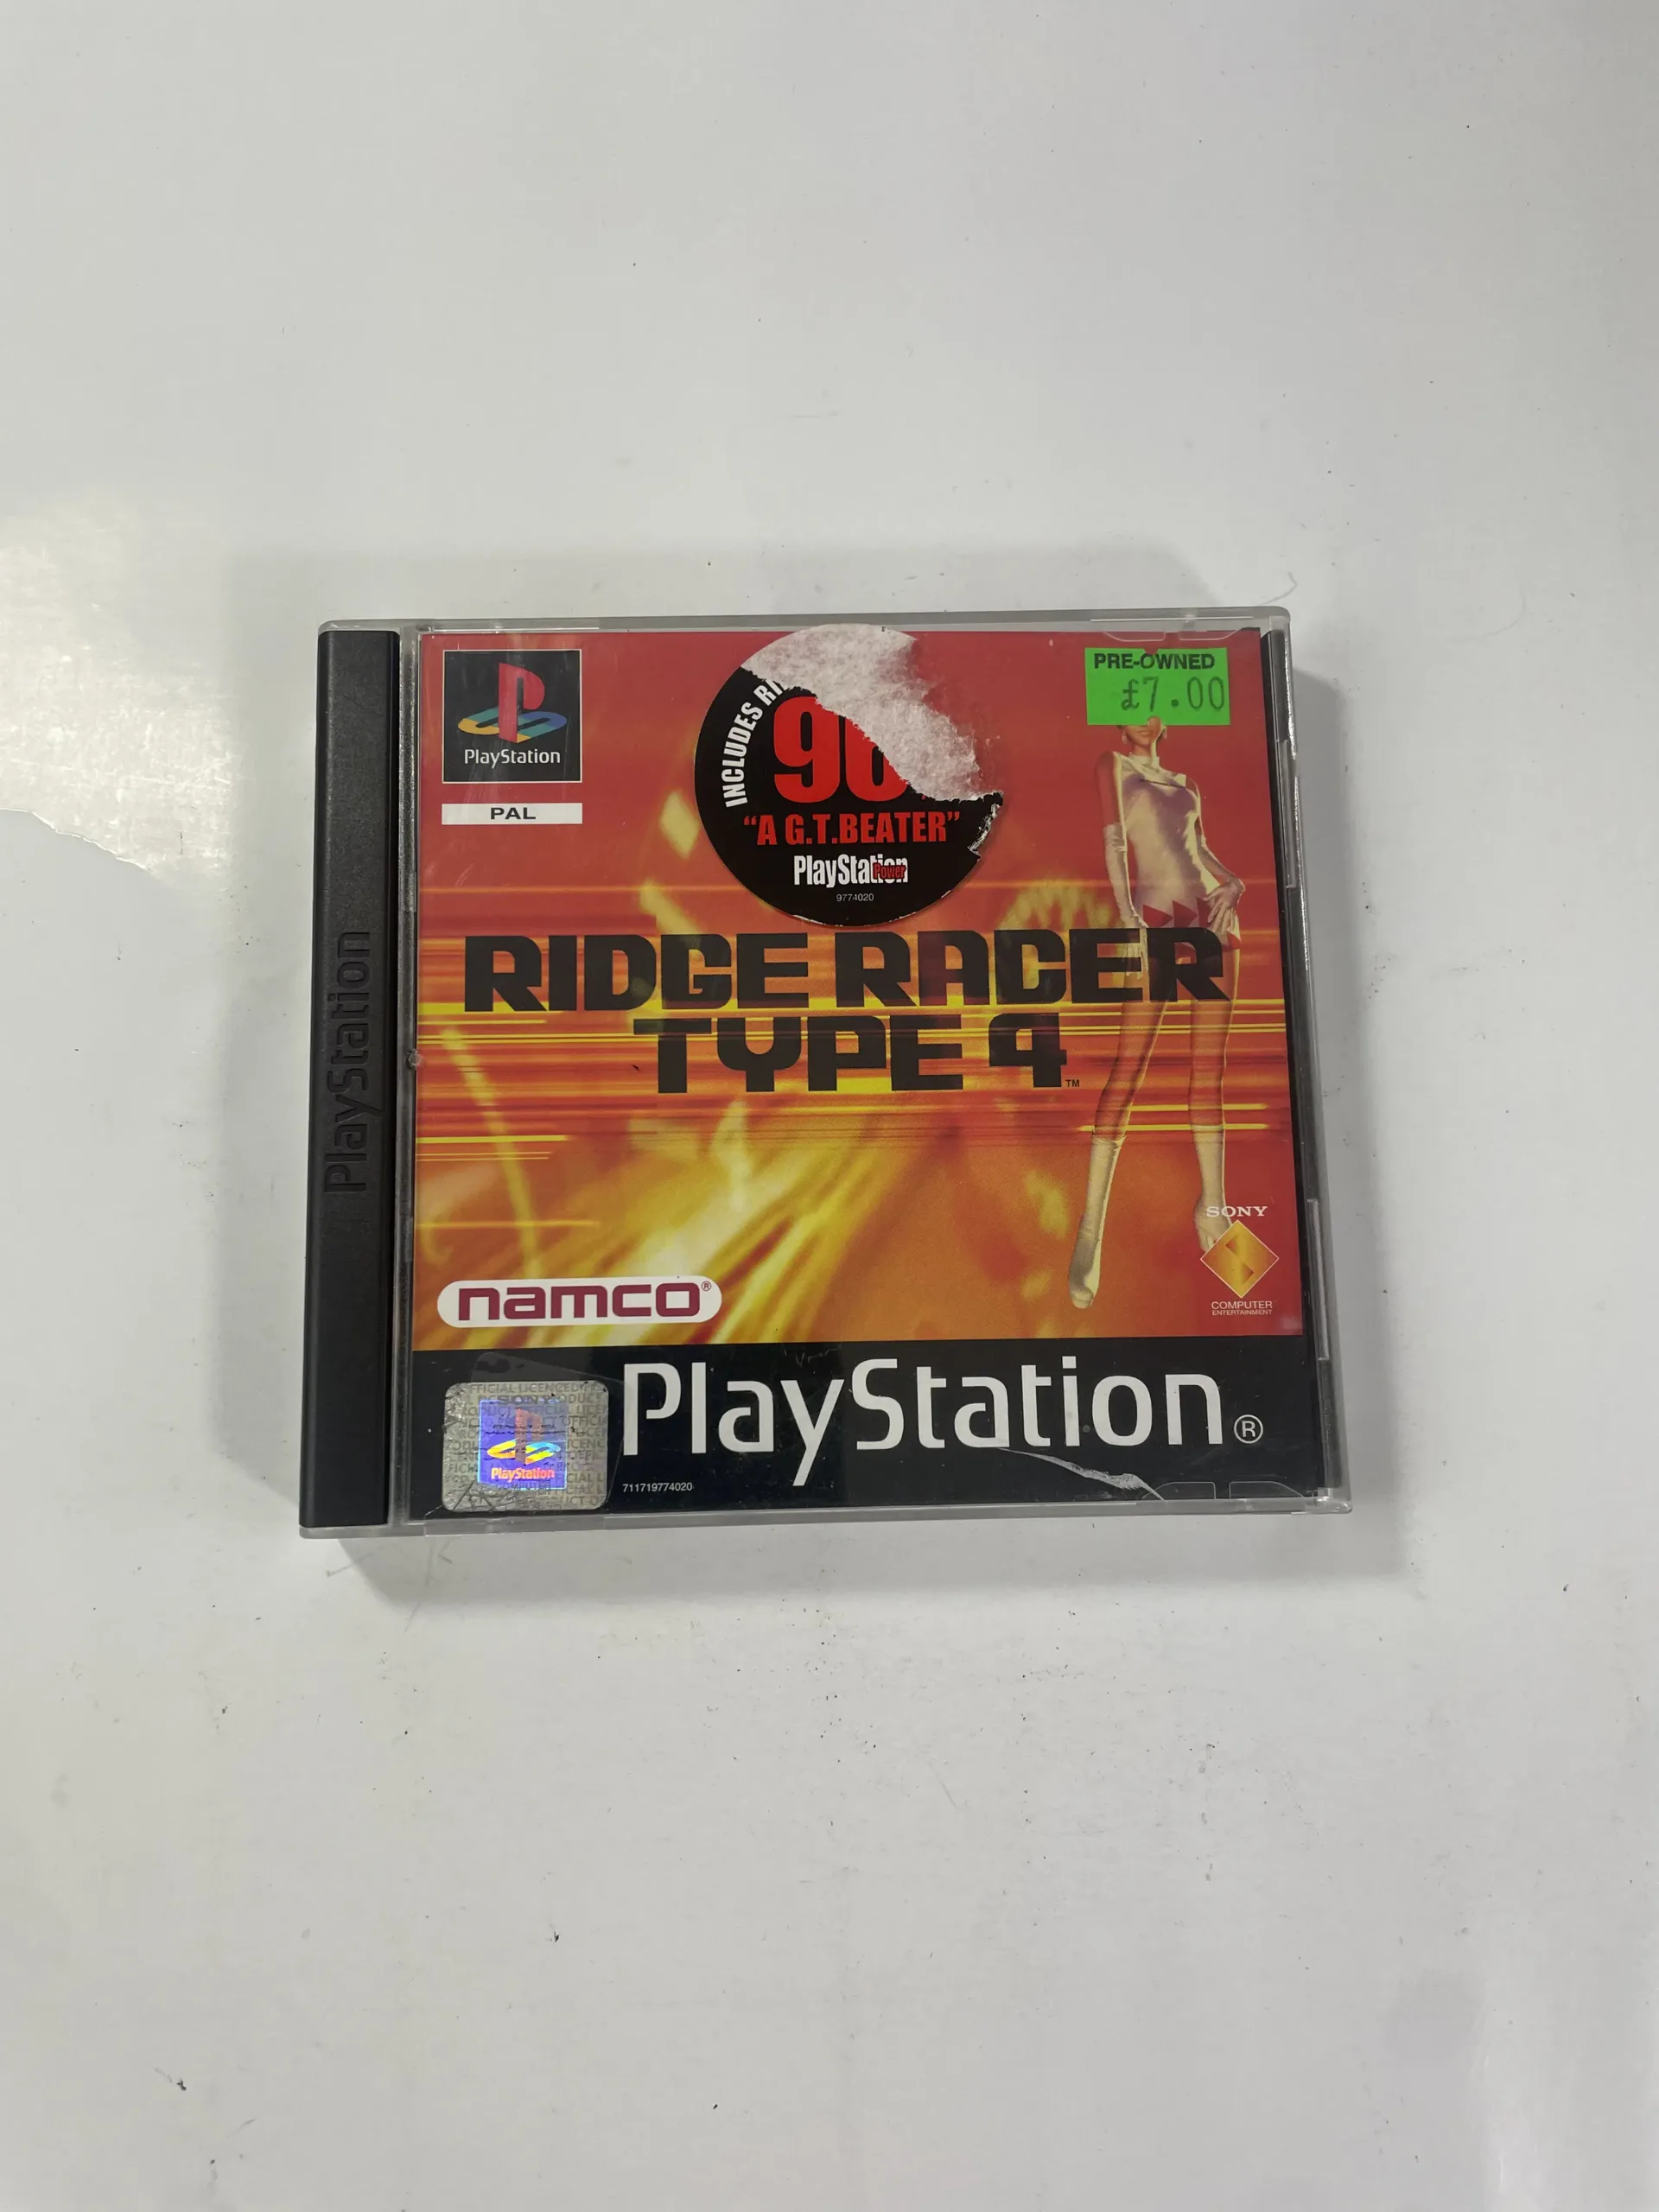 PlayStation
PlayStation
PAL
INCLUDES
"A G.T.BEATER"
PlayStation
Power
9774020
PRE-OWNED
£7.00
RIDGE RACER
TYPE 4
TM
namco®
SONY
COMPUTER
ENTERTAINMENT
PlayStation®
PlayStation
711719774020